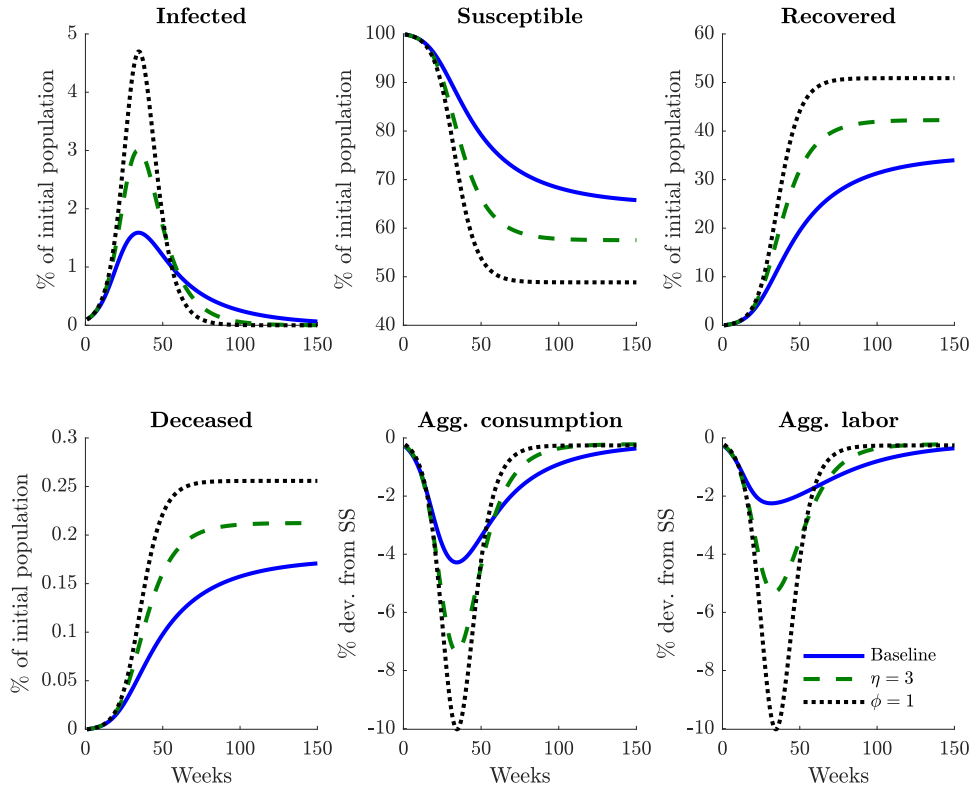 Infected
Susceptible
Recovered
% of initial population
5
4
3
2
1
0
0 50 100 150
% of initial population
100
90
80
70
60
50
40
0 50 100 150
% of initial population
60
50
40
30
20
10
0
0 50 100 150
Deceased
Agg. consumption
Agg. labor
% of initial population
0.3
0.25
0.2
0.15
0.1
0.05
0
0 50 100 150
Weeks
% dev. from SS
0
-2
-4
-6
-8
-10
0 50 100 150
Weeks
% dev. from SS
0
-2
-4
-6
-8
-10
Baseline
η = 3
ϕ = 1
0 50 100 150
Weeks